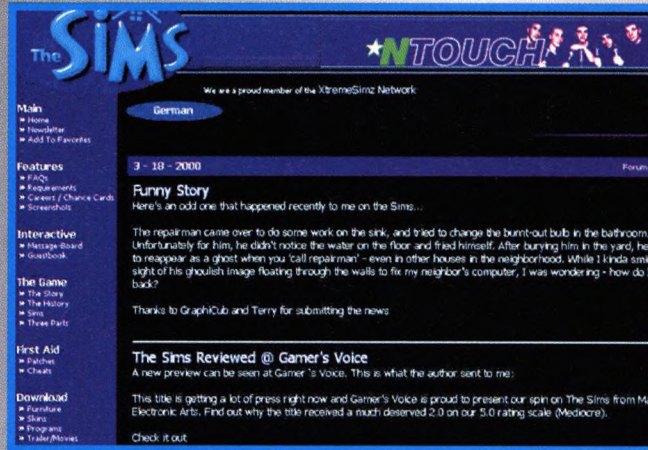 The SiMS
*NTOUCH
We are a proud member of the XtremeSimz Network
German
Main
» Home
» Newsletter
» Add To Favorites
Features
» FAQs
» Requirements
» Careers / Chance Cards
» Screenshots
Interactive
» Message-Board
» Guestbook
The Game
» The Story
» The History
» Sims
» Three Parts
First Aid
» Patches
» Cheats
Download
» Furniture
» Skins
» Programs
» Trailer/Movies
3 - 18 - 2000
Forum
Funny Story
Here's an odd one that happened recently to me on the Sims...
The repairman came over to do some work on the sink, and tried to change the burnt-out bulb in the bathroom.
Unfortunately for him, he didn't notice the water on the floor and fried himself. After burying him in the yard, he
to reappear as a ghost when you 'call repairman' - even in other houses in the neighborhood. While I kinda smi
sight of his ghoulish image floating through the walls to fix my neighbor's computer, I was wondering - how do
back?
Thanks to GraphiCub and Terry for submitting the news
The Sims Reviewed @ Gamer's Voice
A new preview can be seen at Gamer 's Voice. This is what the author sent to me:
This title is getting a lot of press right now and Gamer's Voice is proud to present our spin on The Sims from Ma
Electronic Arts. Find out why the title received a much deserved 2.0 on our 5.0 rating scale (Mediocre).
Check it out